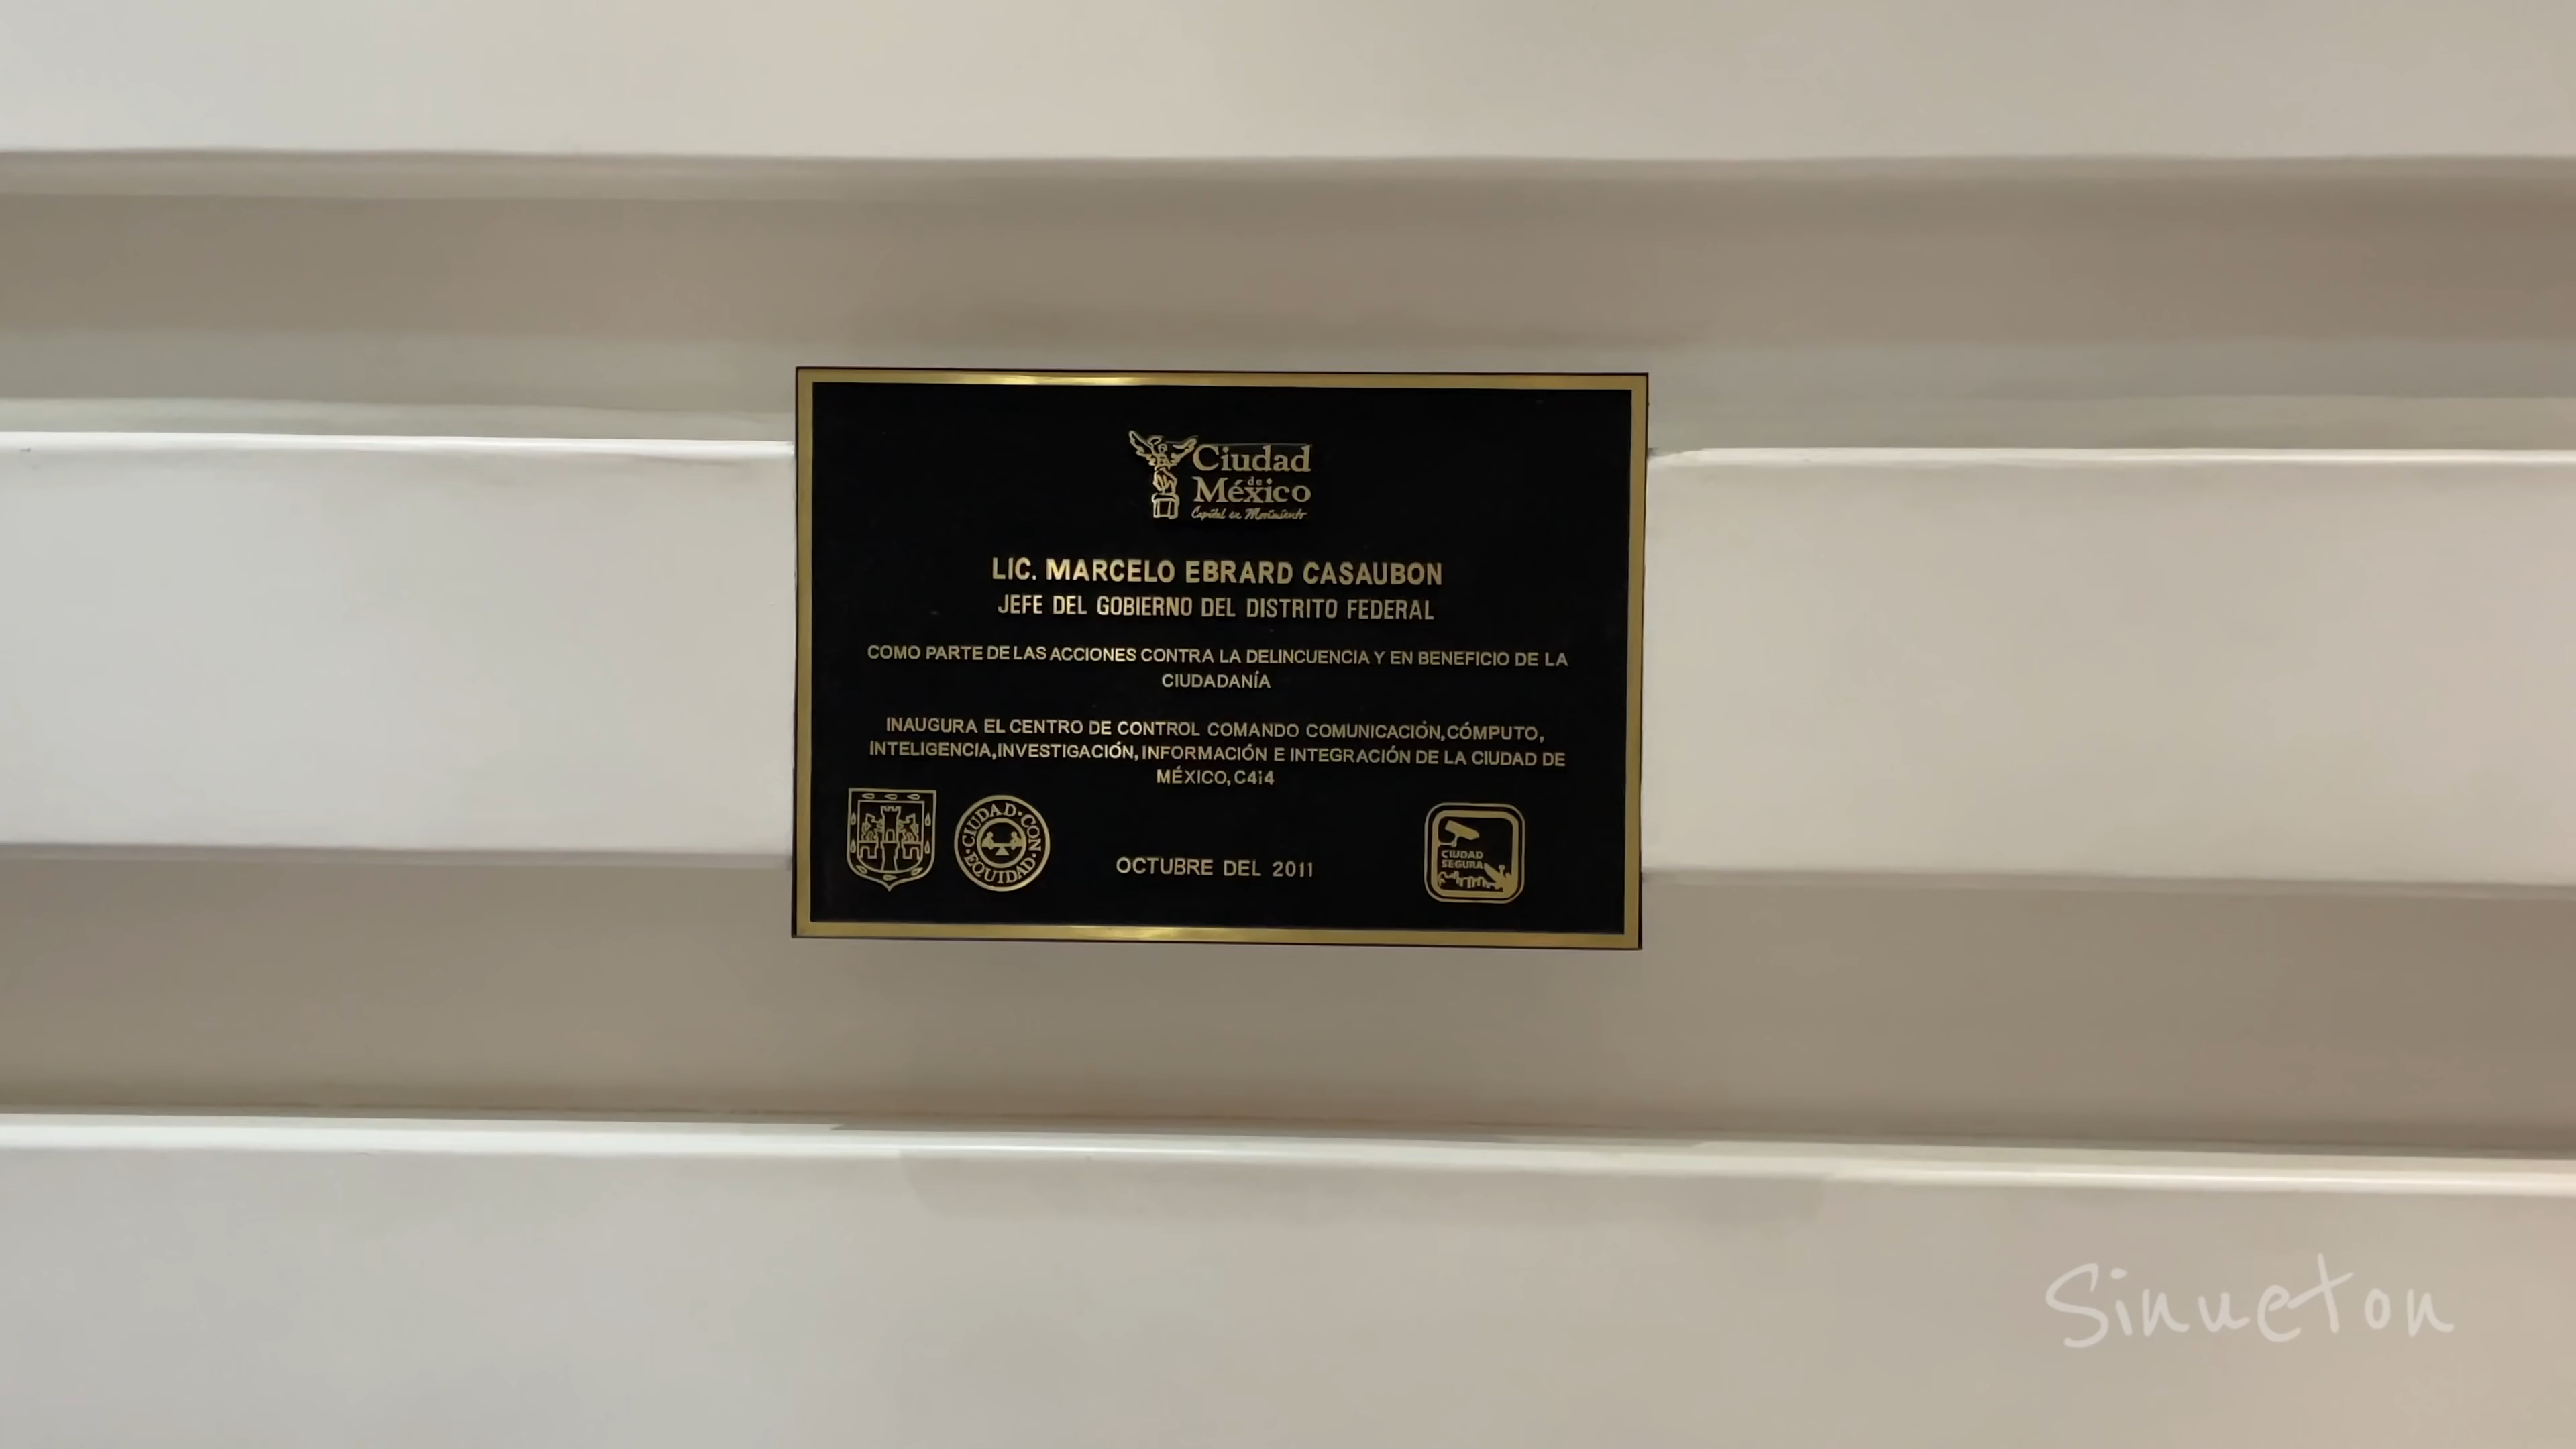 Ciudad
de
México
Capital en Movimiento
LIC. MARCELO EBRARD CASAUBON
JEFE DEL GOBIERNO DEL DISTRITO FEDERAL
COMO PARTE DE LAS ACCIONES CONTRA LA DELINCUENCIA Y EN BENEFICIO DE LA
CIUDADANÍA
INAUGURA EL CENTRO DE CONTROL COMANDO COMUNICACIÓN, CÓMPUTO,
INTELIGENCIA, INVESTIGACIÓN, INFORMACIÓN E INTEGRACIÓN DE LA CIUDAD DE
MÉXICO, C4i4
CIUDAD • CON • EQUIDAD •
OCTUBRE DEL 2011
CIUDAD
SEGURA
Sinueton